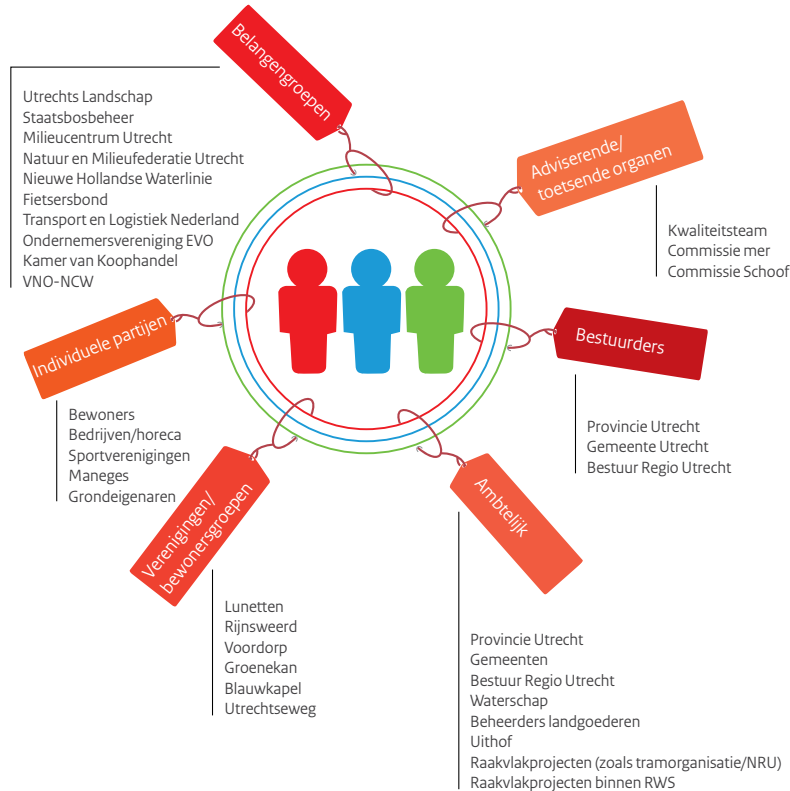 Belangengroepen
Utrechts Landschap
Staatsbosbeheer
Milieucentrum Utrecht
Natuur en Milieufederatie Utrecht
Nieuwe Hollandse Waterlinie
Fietsersbond
Transport en Logistiek Nederland
Ondernemersvereniging EVO
Kamer van Koophandel
VNO-NCW
Adviserende/
toetsende organen
Kwaliteitsteam
Commissie mer
Commissie Schoof
Individuele partijen
Bewoners
Bedrijven/horeca
Sportverenigingen
Maneges
Grondeigenaren
Bestuurders
Provincie Utrecht
Gemeente Utrecht
Bestuur Regio Utrecht
Verenigingen/
bewonersgroepen
Lunetten
Rijnsweerd
Voordorp
Groenekan
Blauwkapel
Utrechtseweg
Ambtelijk
Provincie Utrecht
Gemeenten
Bestuur Regio Utrecht
Waterschap
Beheerders landgoederen
Uithof
Raakvlakprojecten (zoals tramorganisatie/NRU)
Raakvlakprojecten binnen RWS